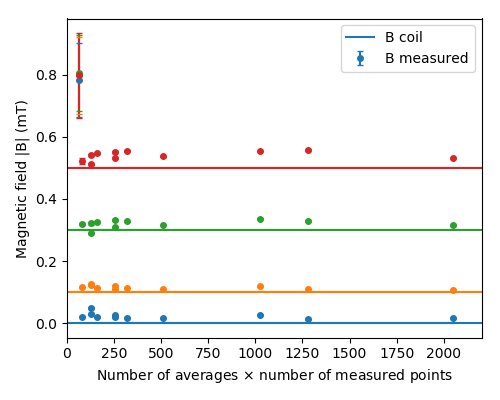 B coil
B measured
Magnetic field |B| (mT)
0.8
0.6
0.4
0.2
0.0
0 250 500 750 1000 1250 1500 1750 2000
Number of averages × number of measured points